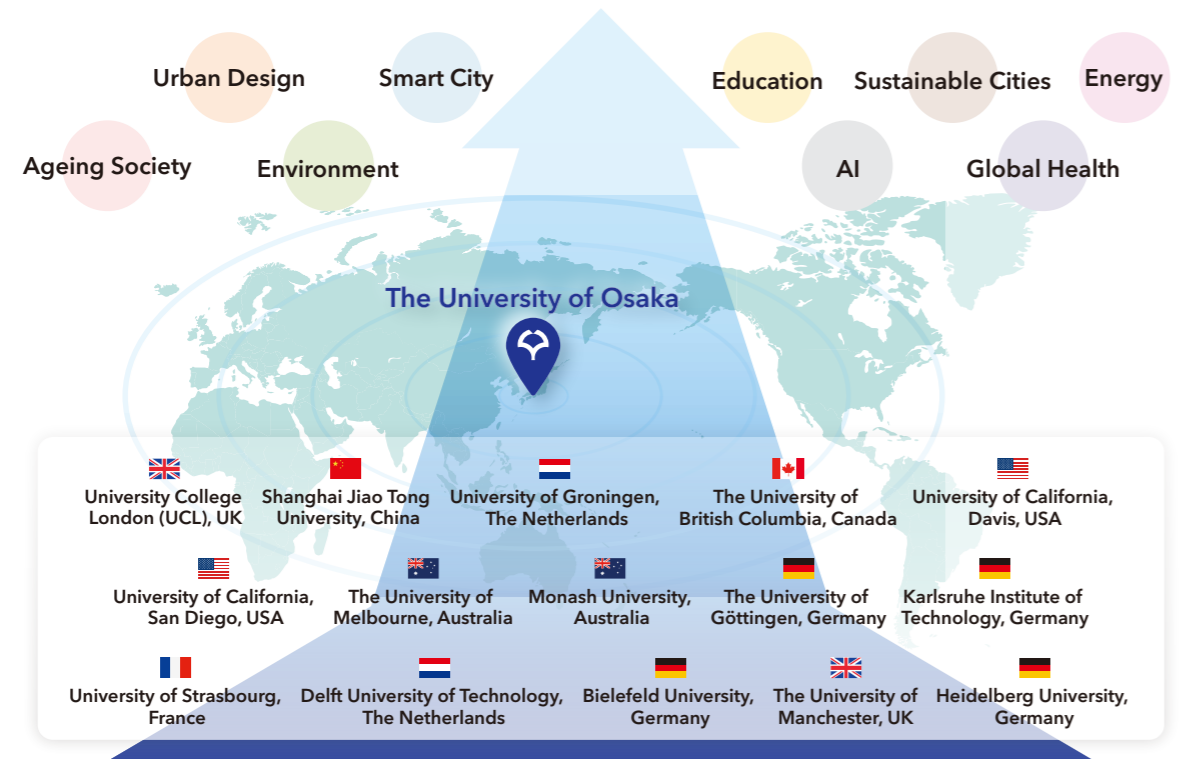 Urban Design
Smart City
Education
Sustainable Cities
Energy
Ageing Society
Environment
AI
Global Health
The University of Osaka
University College
London (UCL), UK
Shanghai Jiao Tong
University, China
University of Groningen,
The Netherlands
The University of
British Columbia, Canada
University of California,
Davis, USA
University of California,
San Diego, USA
The University of
Melbourne, Australia
Monash University,
Australia
The University of
Göttingen, Germany
Karlsruhe Institute of
Technology, Germany
University of Strasbourg,
France
Delft University of Technology,
The Netherlands
Bielefeld University,
Germany
The University of
Manchester, UK
Heidelberg University,
Germany